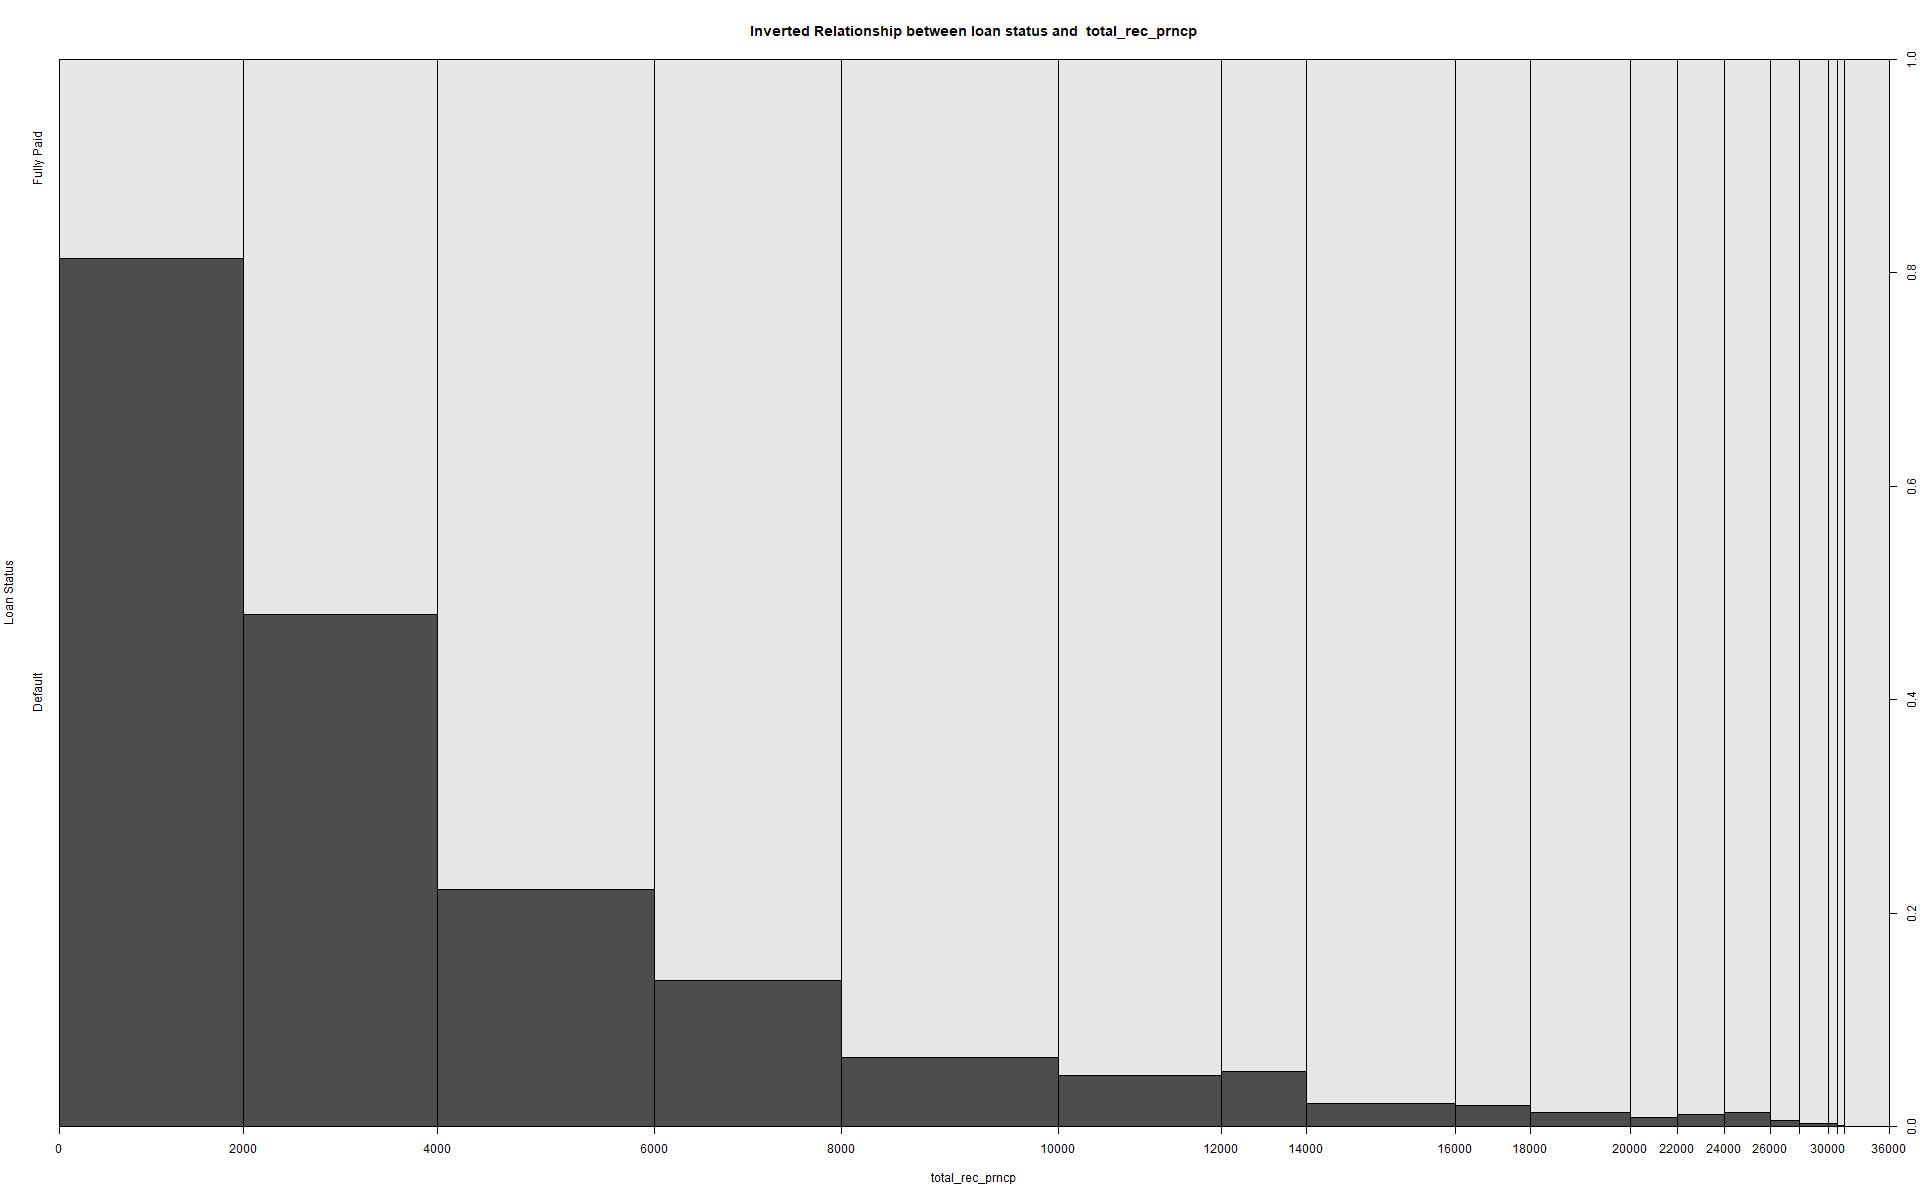 Inverted Relationship between loan status and  total_rec_prncp
Fully Paid
Default
Loan Status
1.0
0.8
0.6
0.4
0.2
0.0
0 2000 4000 6000 8000 10000 12000 14000 16000 18000 20000 22000 24000 26000 30000 36000
total_rec_prncp